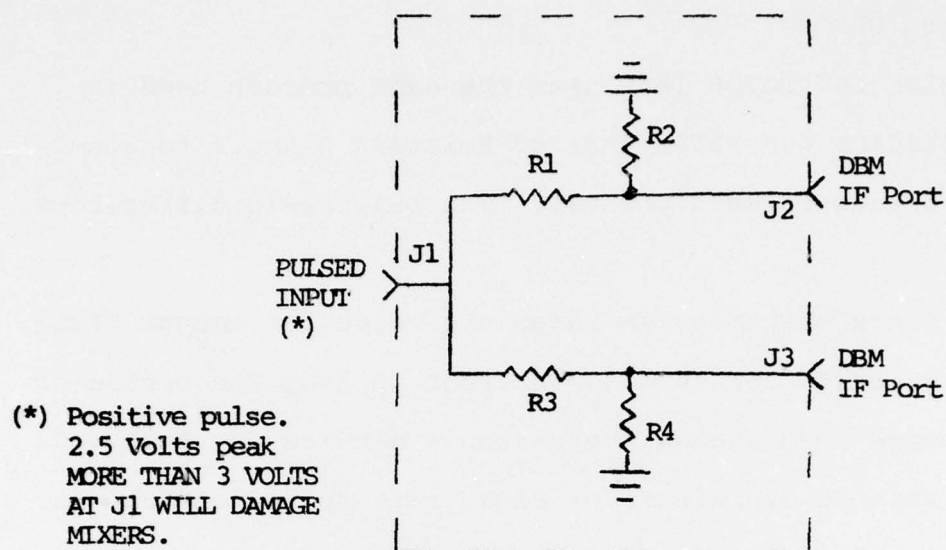 R2
R1
DBM
IF Port
J2
J1
PULSED
INPUT
(*)
J3
DBM
IF Port
R3
R4
(*) Positive pulse.
2.5 Volts peak
MORE THAN 3 VOLTS
AT J1 WILL DAMAGE
MIXERS.